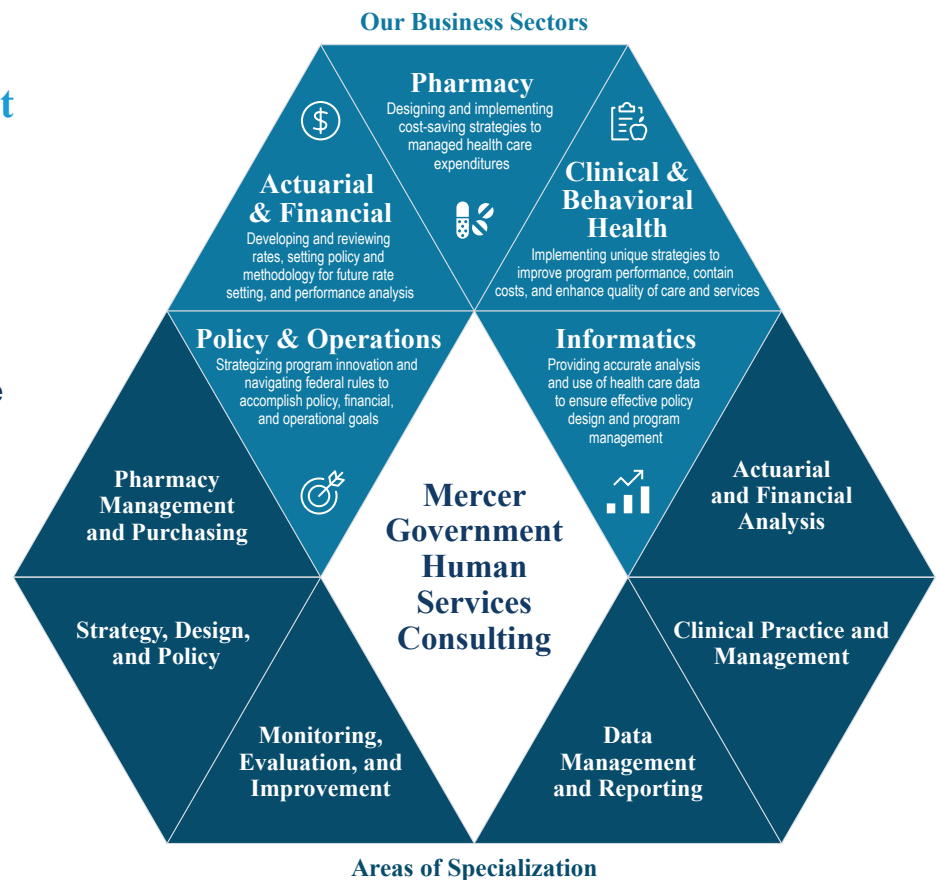 Our Business Sectors
t
e
Pharmacy
Designing and implementing
cost-saving strategies to
managed health care
expenditures
Actuarial
& Financial
Developing and reviewing
rates, setting policy and
methodology for future rate
setting, and performance analysis
Clinical &
Behavioral
Health
Implementing unique strategies to
improve program performance, contain
costs, and enhance quality of care and services
Policy & Operations
Strategizing program innovation and
navigating federal rules to
accomplish policy, financial,
and operational goals
Informatics
Providing accurate analysis
and use of health care data
to ensure effective policy
design and program
management
Mercer
Government
Human
Services
Consulting
Pharmacy
Management
and Purchasing
Actuarial
and Financial
Analysis
Strategy, Design,
and Policy
Clinical Practice and
Management
Monitoring,
Evaluation, and
Improvement
Data
Management
and Reporting
Areas of Specialization